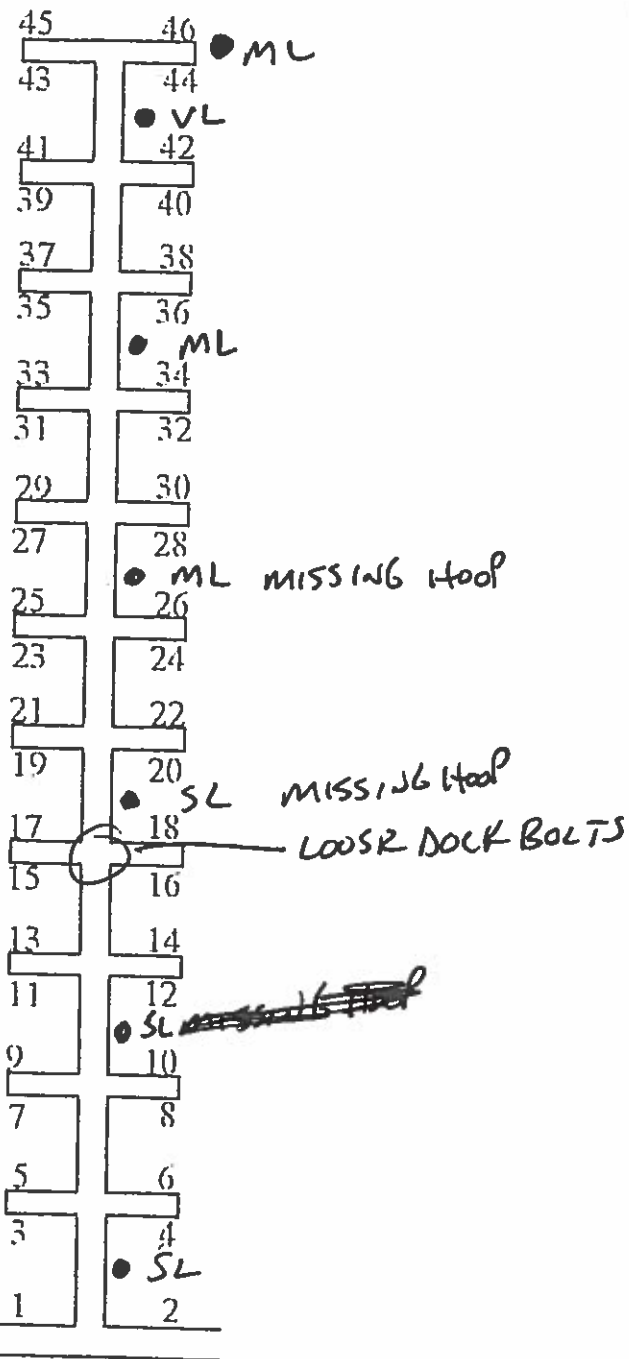 45 46 ML
43 44
VL
41 42
39 40
37 38
35 36
ML
33 34
31 32
29 30
27 28
ML MISSING HOOP
25 26
23 24
21 22
19 20
SL MISSING HOOP
17 18
LOOSE DOCK BOLTS
15 16
13 14
11 12
SL MISSING HOOP
9 10
7 8
5 6
3 4
SL
1 2